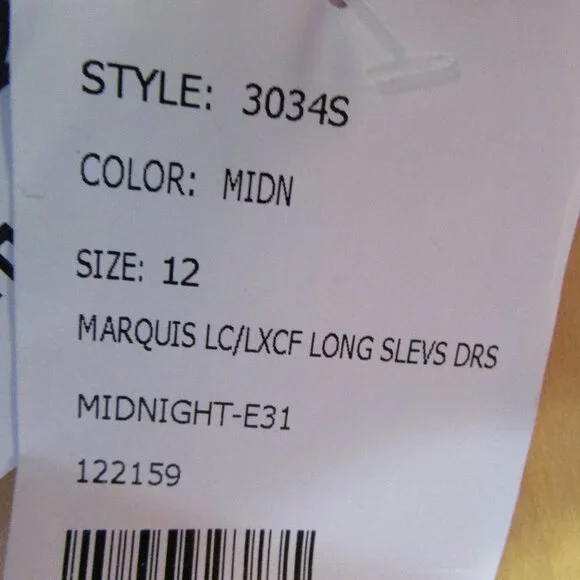 STYLE: 3034S
COLOR: MIDN
SIZE: 12
MARQUIS LC/LXCF LONG SLEVS DRS
MIDNIGHT-E31
122159